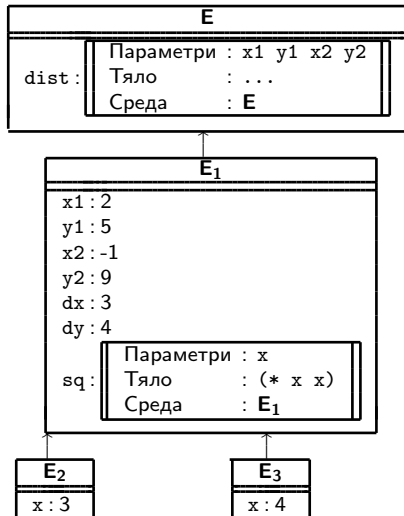 E
Параметри : x1 y1 x2 y2
dist : Тяло : ...
Среда : E
E₁
x1 : 2
y1 : 5
x2 : -1
y2 : 9
dx : 3
dy : 4
Параметри : x
sq : Тяло : (* x x)
Среда : E₁
E₂ E₃
x : 3 x : 4